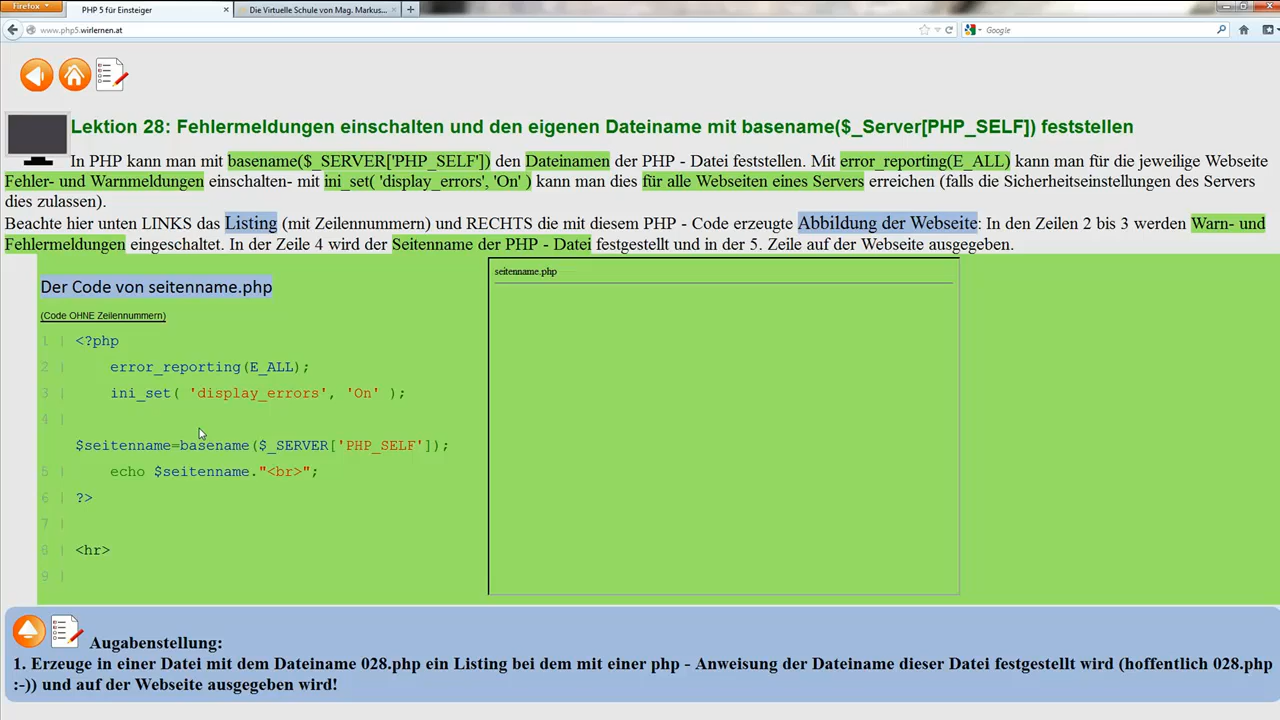 Firefox
PHP 5 für Einsteiger
Die Virtuelle Schule von Mag. Markus...
www.php5.wirlernen.at
Google
Lektion 28: Fehlermeldungen einschalten und den eigenen Dateiname mit basename($_Server[PHP_SELF]) feststellen
In PHP kann man mit basename($_SERVER['PHP_SELF']) den Dateinamen der PHP - Datei feststellen. Mit error_reporting(E_ALL) kann man für die jeweilige Webseite
Fehler- und Warnmeldungen einschalten- mit ini_set( 'display_errors', 'On' ) kann man dies für alle Webseiten eines Servers erreichen (falls die Sicherheitseinstellungen des Servers
dies zulassen).
Beachte hier unten LINKS das Listing (mit Zeilennummern) und RECHTS die mit diesem PHP - Code erzeugte Abbildung der Webseite: In den Zeilen 2 bis 3 werden Warn- und
Fehlermeldungen eingeschaltet. In der Zeile 4 wird der Seitenname der PHP - Datei festgestellt und in der 5. Zeile auf der Webseite ausgegeben.
Der Code von seitenname.php
(Code OHNE Zeilennummern)
1 | <?php
2 | error_reporting(E_ALL);
3 | ini_set( 'display_errors', 'On' );
4 |
$seitenname=basename($_SERVER['PHP_SELF']);
5 | echo $seitenname."<br>";
6 | ?>
7 |
8 | <hr>
9 |
seitenname.php
Augabenstellung:
1. Erzeuge in einer Datei mit dem Dateiname 028.php ein Listing bei dem mit einer php - Anweisung der Dateiname dieser Datei festgestellt wird (hoffentlich 028.php
:-)) und auf der Webseite ausgegeben wird!